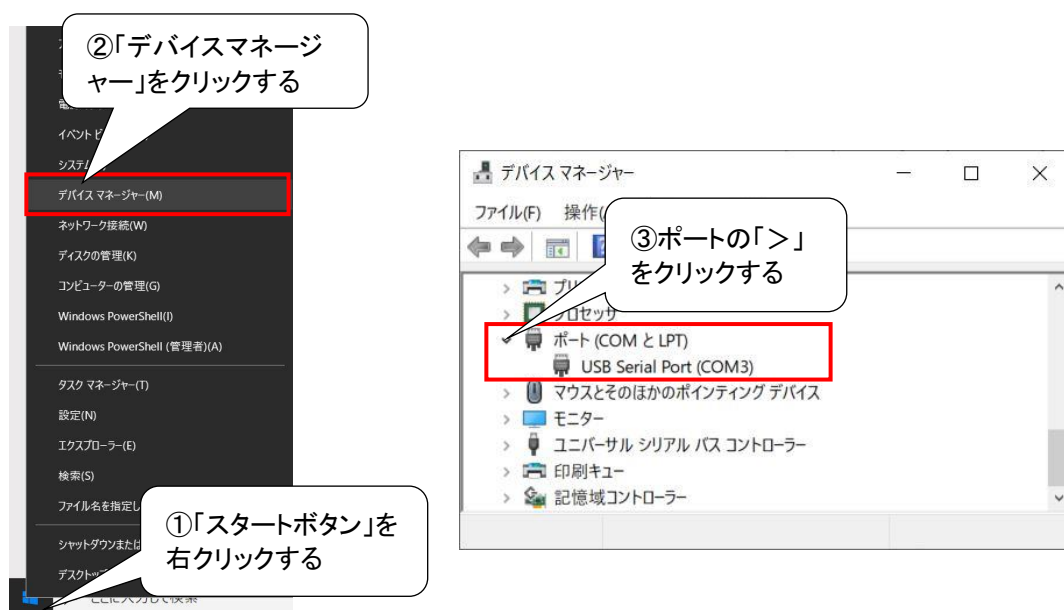 ②「デバイスマネージ
ャー」をクリックする
イベント
システム
デバイス マネージャー(M)
ネットワーク接続(W)
ディスクの管理(K)
コンピューターの管理(G)
Windows PowerShell(I)
Windows PowerShell (管理者)(A)
タスク マネージャー(T)
設定(N)
エクスプローラー(E)
検索(S)
ファイル名を指定し
シャットダウンまたは
デスクトップ
①「スタートボタン」を
右クリックする
ここに入力して検索
デバイス マネージャー
ファイル(F) 操作(
③ポートの「＞」
をクリックする
プリ
プロセッサ
ポート (COM と LPT)
USB Serial Port (COM3)
マウスとそのほかのポインティング デバイス
モニター
ユニバーサル シリアル バス コントローラー
印刷キュー
記憶域コントローラー